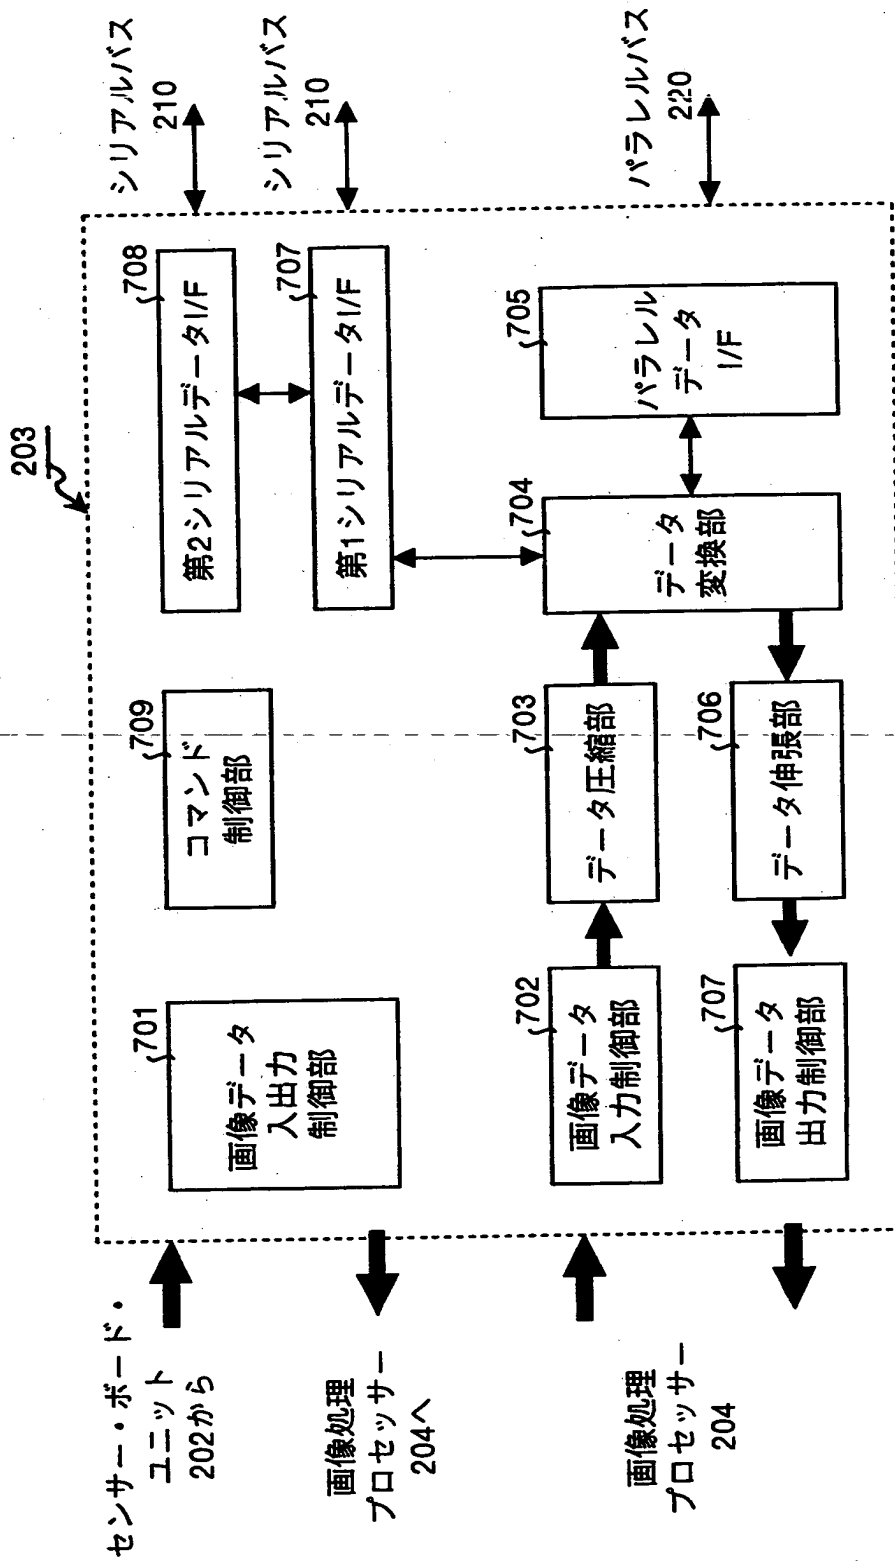 203
センサー・ボード・
ユニット
202から
画像処理
プロセッサー
204へ
画像処理
プロセッサー
204
701
画像データ
入出力
制御部
709
コマンド
制御部
708
第2シリアルデータI/F
707
第1シリアルデータI/F
702
画像データ
入力制御部
703
データ圧縮部
704
データ
変換部
705
パラレル
データ
I/F
707
画像データ
出力制御部
706
データ伸張部
シリアルバス
210
シリアルバス
210
パラレルバス
220